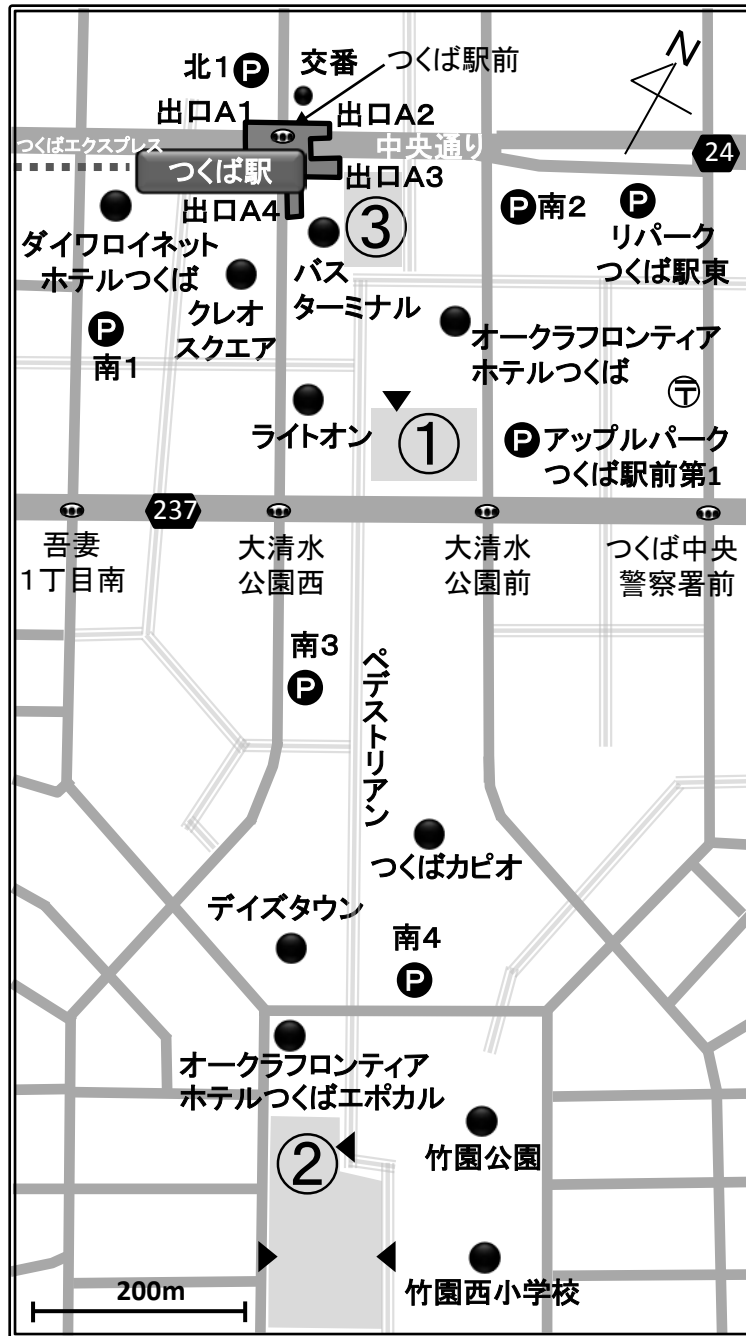 N
北1 P
交番
つくば駅前
出口A1
出口A2
つくばエクスプレス
中央通り
24
つくば駅
出口A3
出口A4
③
P 南2
P
リパーク
つくば駅東
ダイワロイネット
ホテルつくば
バス
ターミナル
クレオ
スクエア
P
南1
オークラフロンティア
ホテルつくば
〒
ライトオン
①
P アップルパーク
つくば駅前第1
237
吾妻
1丁目南
大清水
公園西
大清水
公園前
つくば中央
警察署前
南3
P
ペデストリアン
つくばカピオ
デイズタウン
南4
P
オークラフロンティア
ホテルつくばエポカル
②
竹園公園
竹園西小学校
200m